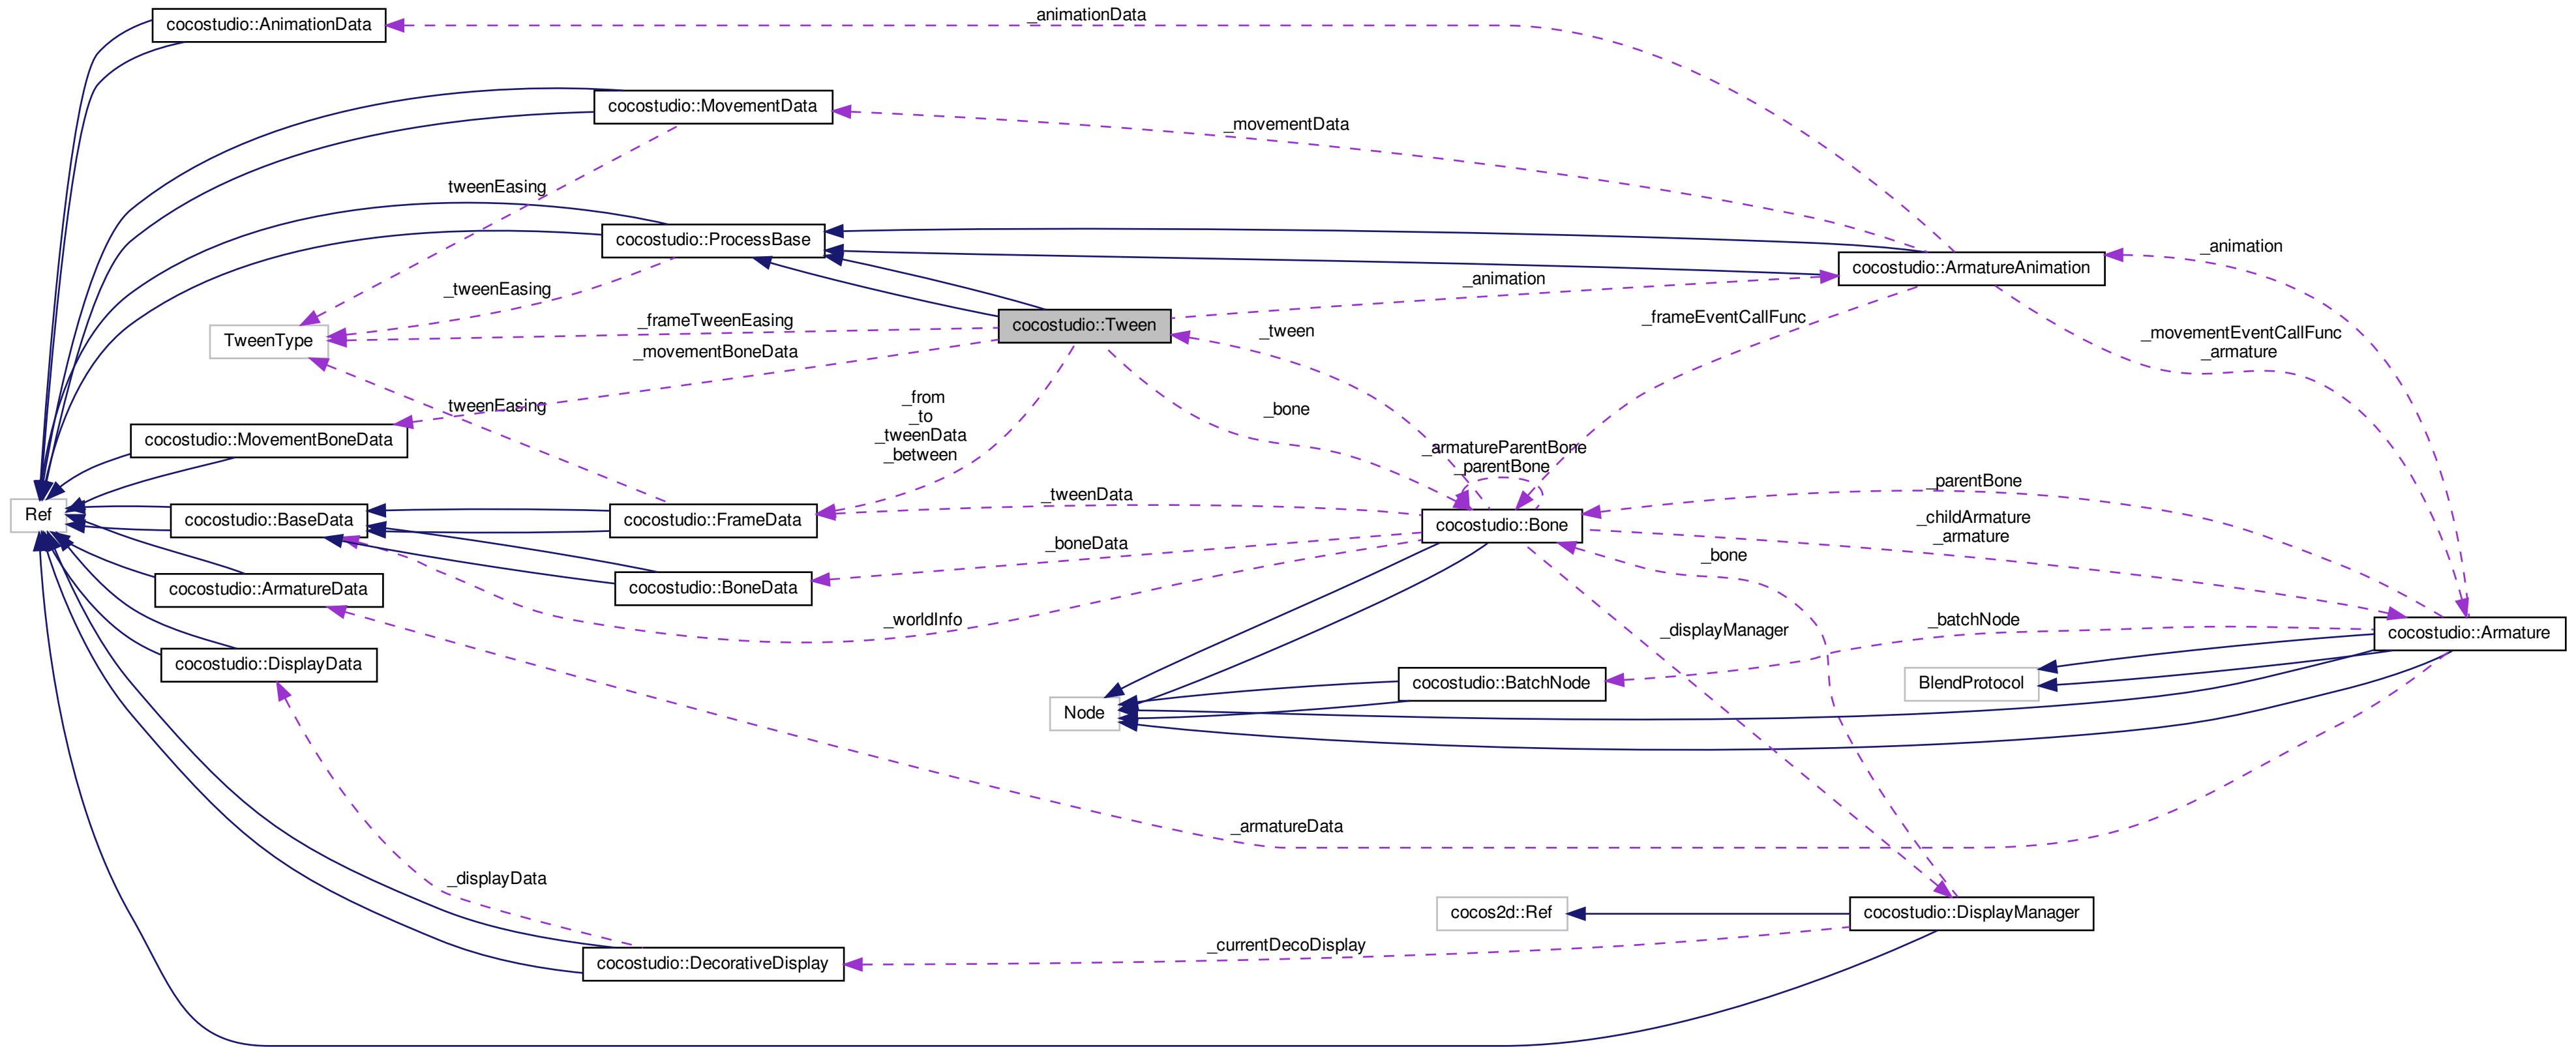 _animationData
cocostudio::AnimationData
cocostudio::MovementData
_movementData
tweenEasing
cocostudio::ProcessBase
_animation
cocostudio::ArmatureAnimation
_animation
_tweenEasing
_frameTweenEasing
cocostudio::Tween
_tween
_frameEventCallFunc
_movementEventCallFunc
_armature
TweenType
_movementBoneData
_from
_to
_tweenData
_between
tweenEasing
_bone
cocostudio::MovementBoneData
_armatureParentBone
_parentBone
_parentBone
_tweenData
Ref
cocostudio::BaseData
cocostudio::FrameData
cocostudio::Bone
_childArmature
_armature
_boneData
_bone
cocostudio::ArmatureData
cocostudio::BoneData
_worldInfo
_displayManager
_batchNode
cocostudio::Armature
cocostudio::DisplayData
cocostudio::BatchNode
BlendProtocol
Node
_armatureData
_displayData
cocos2d::Ref
cocostudio::DisplayManager
_currentDecoDisplay
cocostudio::DecorativeDisplay